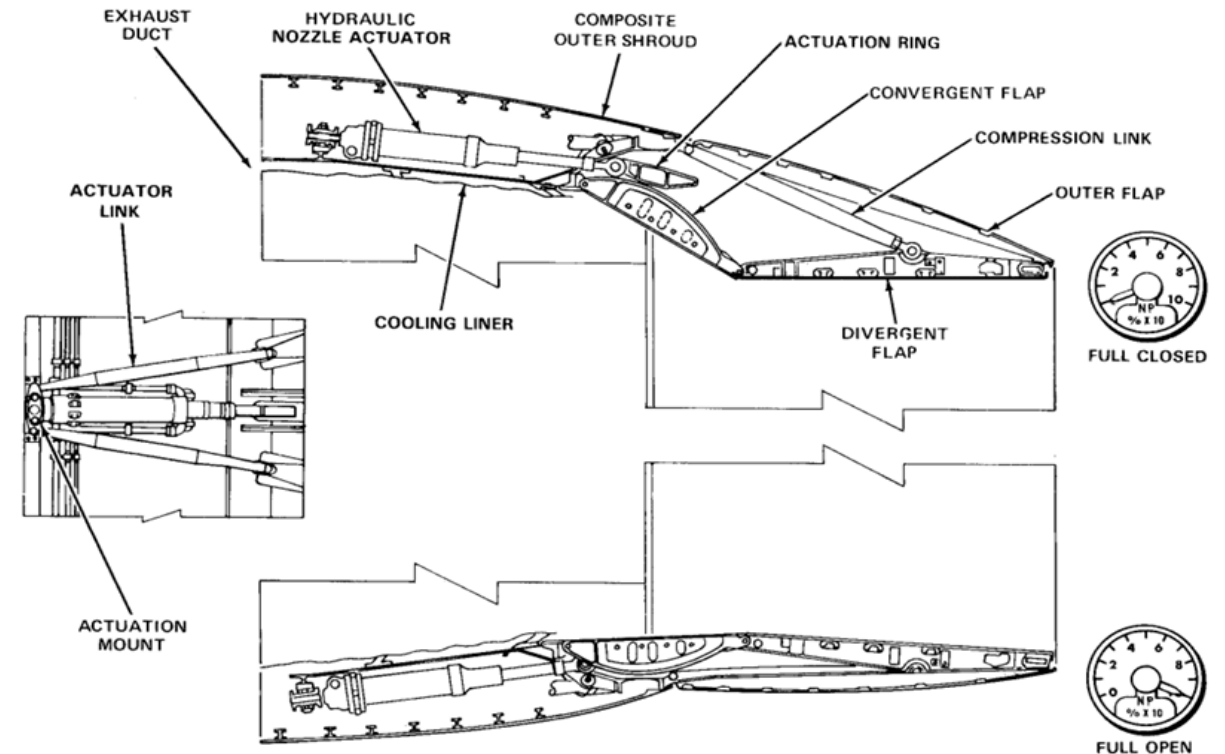 EXHAUST
DUCT
HYDRAULIC
NOZZLE ACTUATOR
COMPOSITE
OUTER SHROUD
ACTUATION RING
CONVERGENT FLAP
COMPRESSION LINK
OUTER FLAP
ACTUATOR
LINK
COOLING LINER
DIVERGENT
FLAP
2 4 6 8 10
NP
% X 10
FULL CLOSED
ACTUATION
MOUNT
0 2 4 6 8
NP
% X 10
FULL OPEN